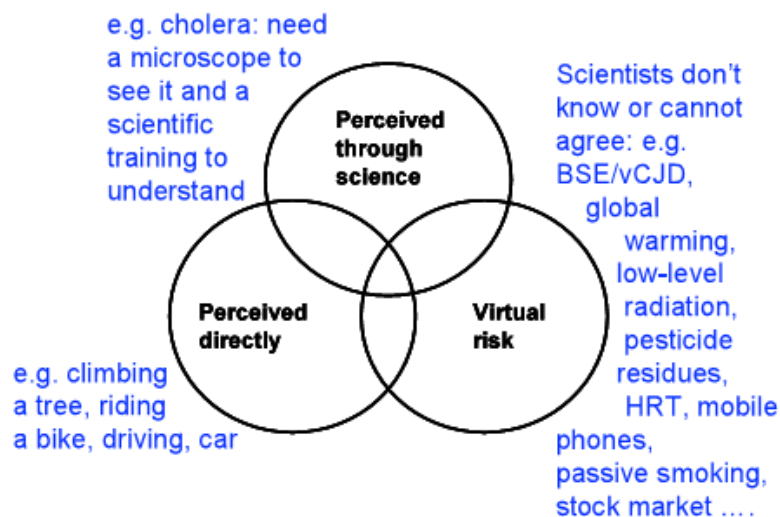 e.g. cholera: need
a microscope to
see it and a
scientific
training to
understand
Perceived
through
science
Scientists don't
know or cannot
agree: e.g.
BSE/vCJD,
global
warming,
low-level
radiation,
pesticide
residues,
HRT, mobile
phones,
passive smoking,
stock market ….
Perceived
directly
Virtual
risk
e.g. climbing
a tree, riding
a bike, driving, car